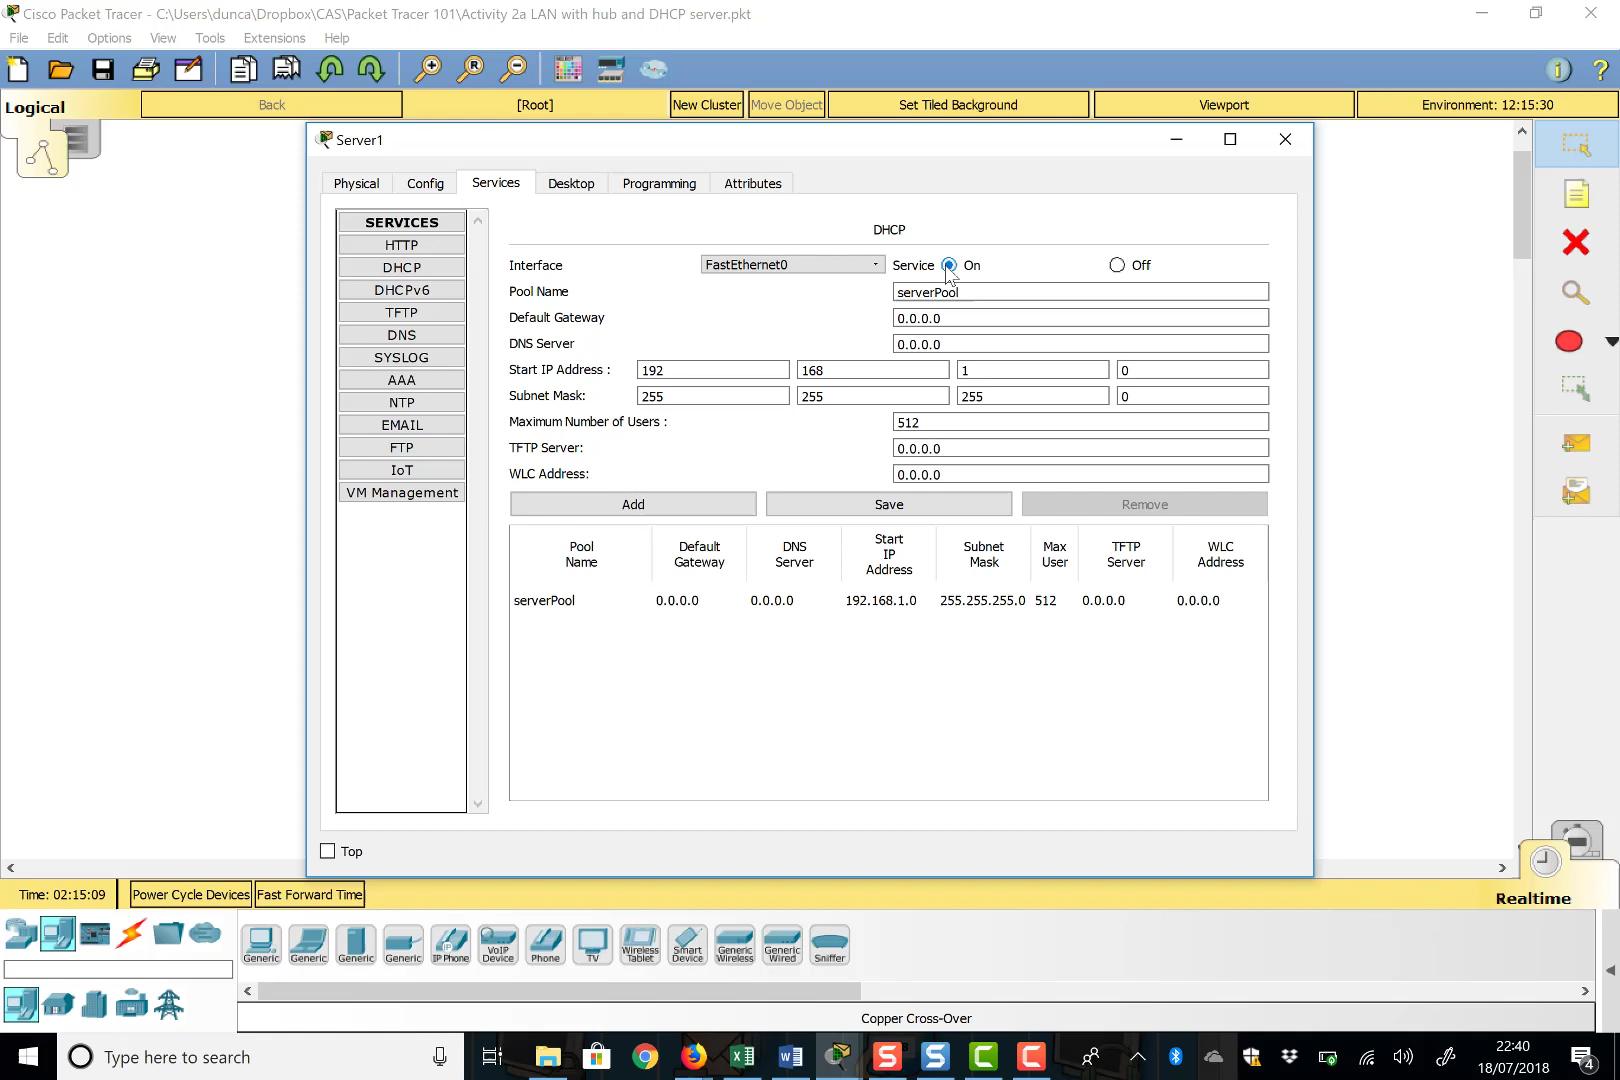 Cisco Packet Tracer - C:\Users\dunca\Dropbox\CAS\Packet Tracer 101\Activity 2a LAN with hub and DHCP server.pkt
File Edit Options View Tools Extensions Help
Logical Back [Root] New Cluster Move Object Set Tiled Background Viewport Environment: 12:15:30
Server1
Physical Config Services Desktop Programming Attributes
SERVICES
HTTP
DHCP
DHCPv6
TFTP
DNS
SYSLOG
AAA
NTP
EMAIL
FTP
IoT
VM Management
DHCP
Interface FastEthernet0 Service On Off
Pool Name serverPool
Default Gateway 0.0.0.0
DNS Server 0.0.0.0
Start IP Address : 192 168 1 0
Subnet Mask: 255 255 255 0
Maximum Number of Users : 512
TFTP Server: 0.0.0.0
WLC Address: 0.0.0.0
Add Save Remove
Pool Name Default Gateway DNS Server Start IP Address Subnet Mask Max User TFTP Server WLC Address
serverPool 0.0.0.0 0.0.0.0 192.168.1.0 255.255.255.0 512 0.0.0.0 0.0.0.0
Top
Time: 02:15:09 Power Cycle Devices Fast Forward Time Realtime
Generic Generic Generic Generic IP Phone VoIP Device Phone TV Wireless Tablet Smart Device Generic Wireless Generic Wired Sniffer
Copper Cross-Over
Type here to search
22:40
18/07/2018
4